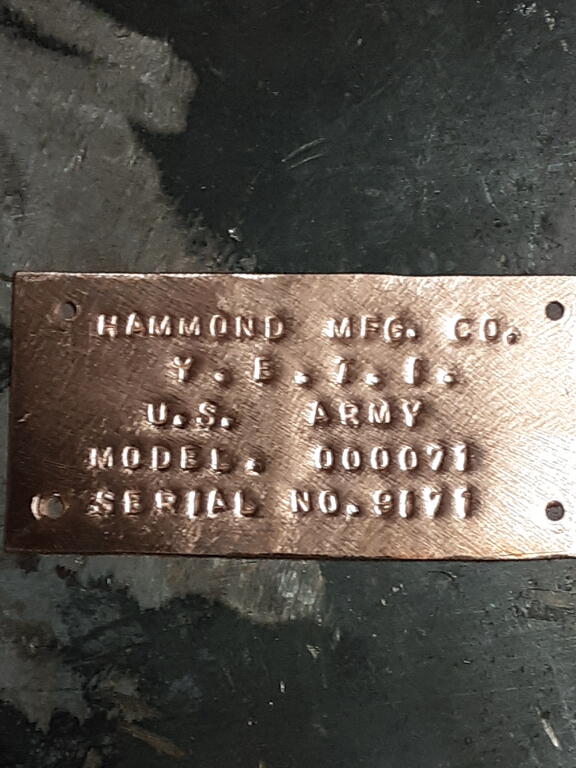 HAMMOND MFG. CO.
Y. E. T. I.
U.S. ARMY
MODEL. 000071
SERIAL NO. 9171